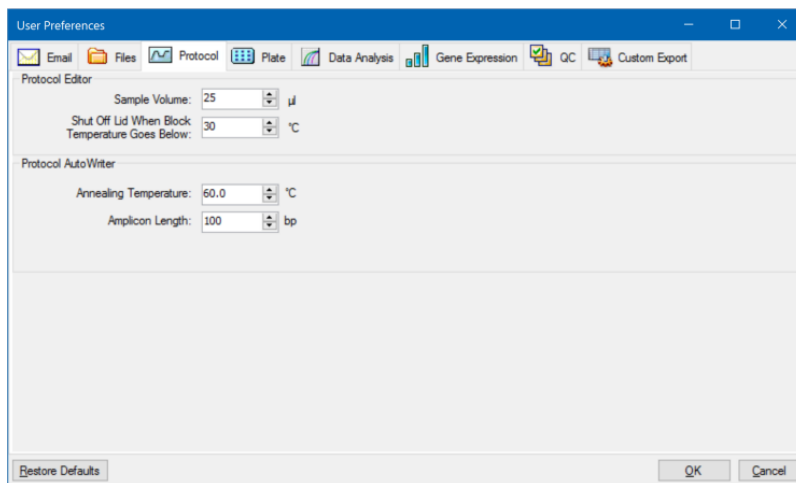 User Preferences
Email Files Protocol Plate Data Analysis Gene Expression QC Custom Export
Protocol Editor
Sample Volume: 25 µl
Shut Off Lid When Block
Temperature Goes Below: 30 °C
Protocol AutoWriter
Annealing Temperature: 60.0 °C
Amplicon Length: 100 bp
Restore Defaults OK Cancel